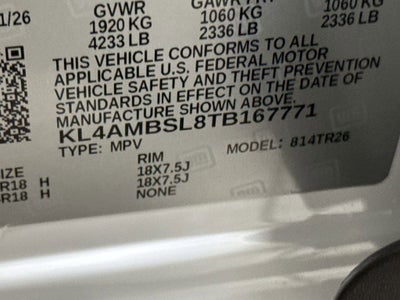 1/26 GVWR GAWR FRT
1920 KG 1060 KG 1060 KG
4233 LB 2336 LB 2336 LB
THIS VEHICLE CONFORMS TO ALL
APPLICABLE U.S. FEDERAL MOTOR
VEHICLE SAFETY AND THEFT PREVENTION
STANDARDS IN EFFECT ON THE DATE OF
MANUFACTURE SHOWN ABOVE.
KL4AMBSL8TB167771
TYPE: MPV MODEL: 814TR26
SIZE RIM
R18 H 18X7.5J
R18 H 18X7.5J
NONE